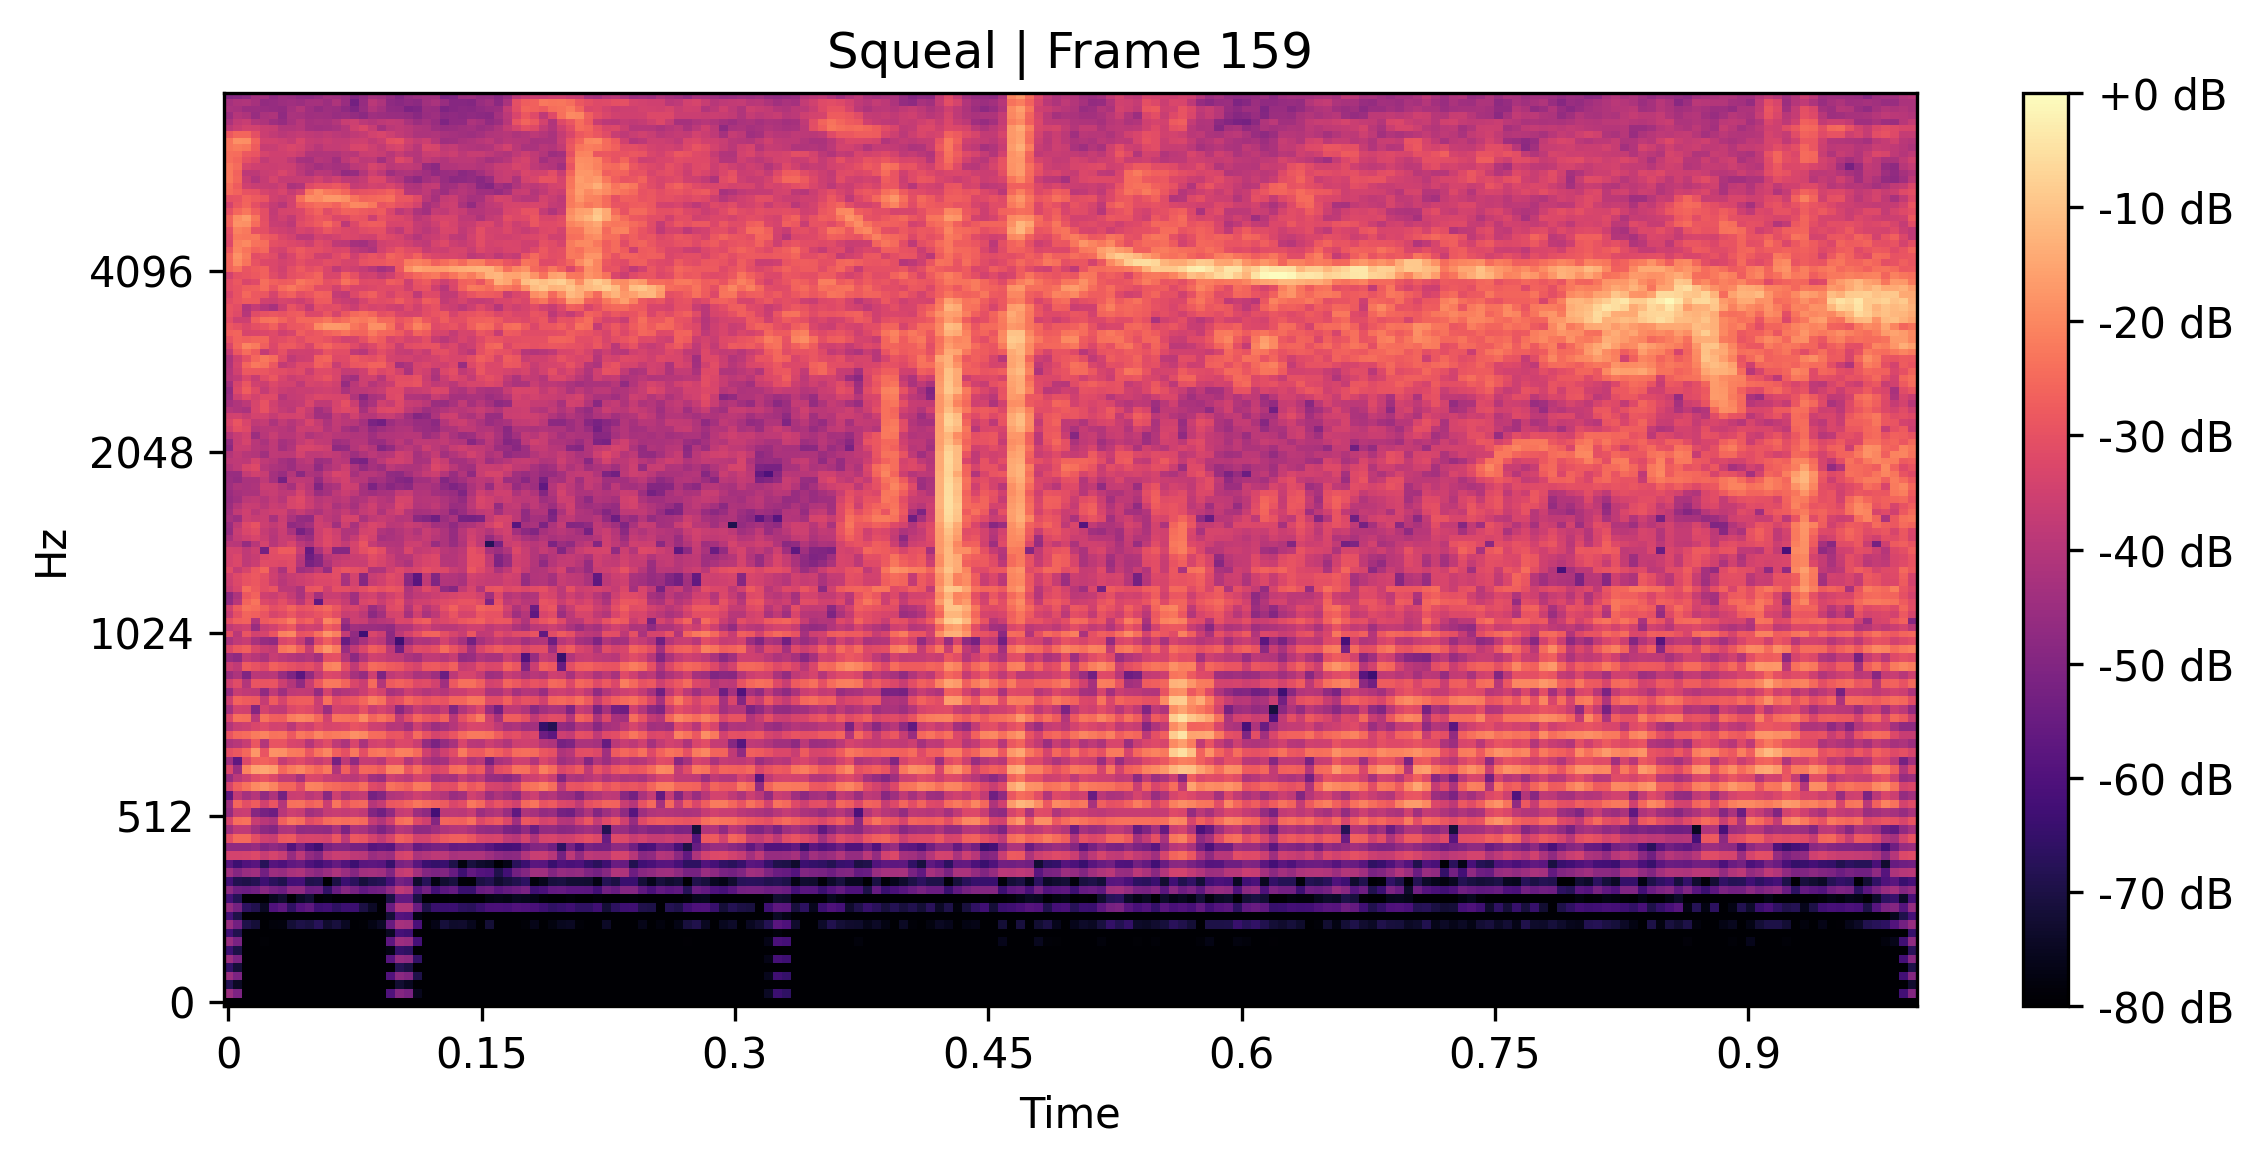 Squeal | Frame 159
+0 dB
-10 dB
-20 dB
-30 dB
-40 dB
-50 dB
-60 dB
-70 dB
-80 dB
Hz
4096
2048
1024
512
0
0 0.15 0.3 0.45 0.6 0.75 0.9
Time